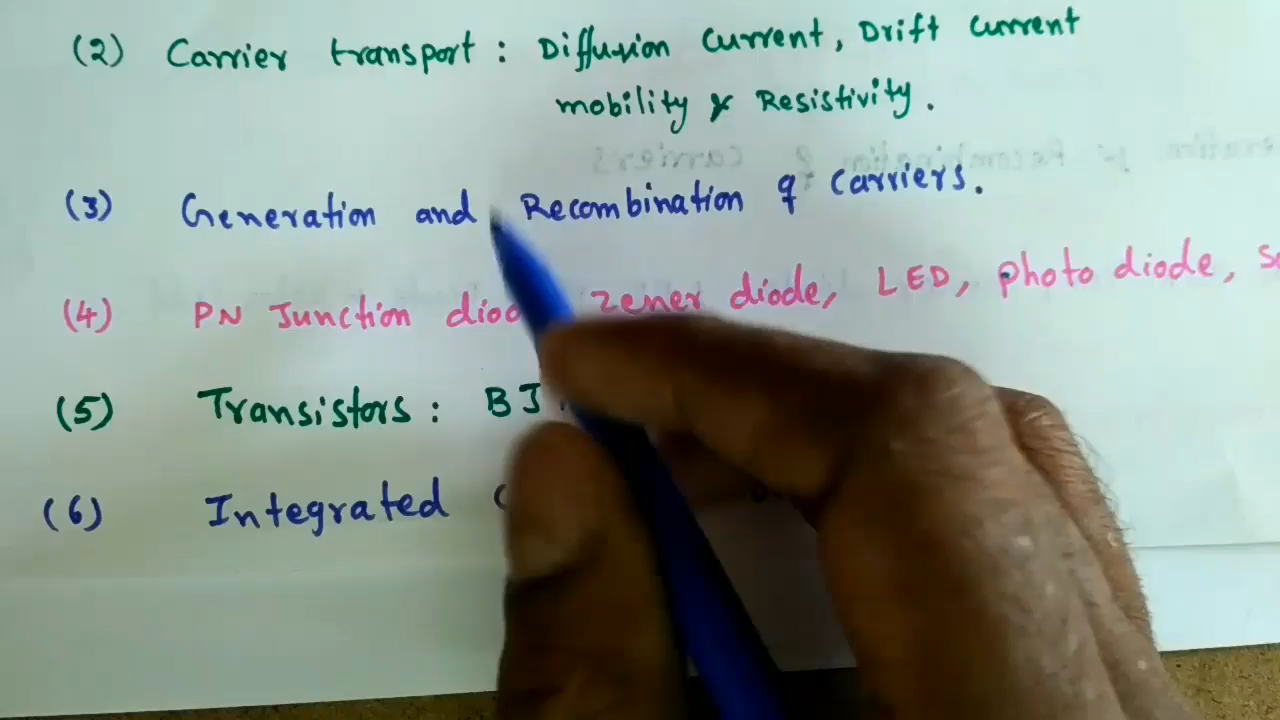 (2) Carrier transport : Diffusion Current, Drift Current
mobility & Resistivity.
(3) Generation and Recombination of Carriers.
(4) PN Junction diode zener diode, LED, photo diode,
(5) Transistors : BJ
(6) Integrated